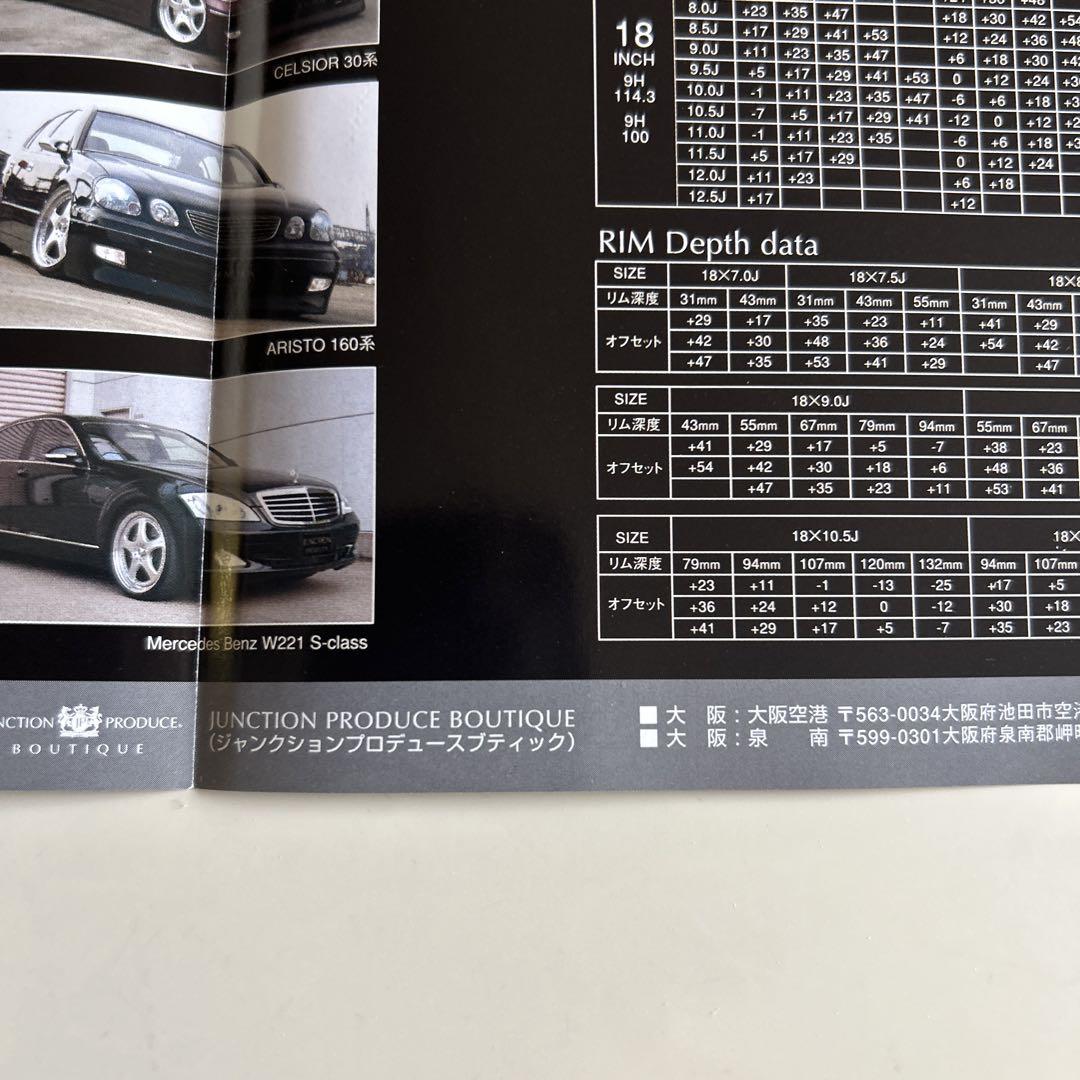 CELSIOR 30系
ARISTO 160系
Mercedes Benz W221 S-class
18
INCH
9H
114.3
9H
100
8.0J +23 +35 +47 +18 +30 +42 +54
8.5J +17 +29 +41 +53 +12 +24 +36 +48
9.0J +11 +23 +35 +47 +6 +18 +30 +42
9.5J +5 +17 +29 +41 +53 0 +12 +24
10.0J -1 +11 +23 +35 +47 -6 +6 +18
10.5J -7 +5 +17 +29 +41 -12 0 +12
11.0J -1 +11 +23 +35 -6 +6 +18
11.5J +5 +17 +29 0 +12 +24
12.0J +11 +23 +6 +18
12.5J +17 +12
RIM Depth data
SIZE 18×7.0J 18×7.5J 18×8
リム深度 31mm 43mm 31mm 43mm 55mm 31mm 43mm
オフセット
+29 +17 +35 +23 +11 +41 +29
+42 +30 +48 +36 +24 +54 +42
+47 +35 +53 +41 +29 +47
SIZE 18×9.0J
リム深度 43mm 55mm 67mm 79mm 94mm 55mm 67mm
オフセット
+41 +29 +17 +5 -7 +38 +23
+54 +42 +30 +18 +6 +48 +36
+47 +35 +23 +11 +53 +41
SIZE 18×10.5J 18×
リム深度 79mm 94mm 107mm 120mm 132mm 94mm 107mm
オフセット
+23 +11 -1 -13 -25 +17 +5
+36 +24 +12 0 -12 +30 +18
+41 +29 +17 +5 -7 +35 +23
NCTION PRODUCE
BOUTIQUE
JUNCTION PRODUCE BOUTIQUE
(ジャンクションプロデュースブティック)
■大 阪：大阪空港 〒563-0034大阪府池田市空港
■大 阪：泉 南 〒599-0301大阪府泉南郡岬町